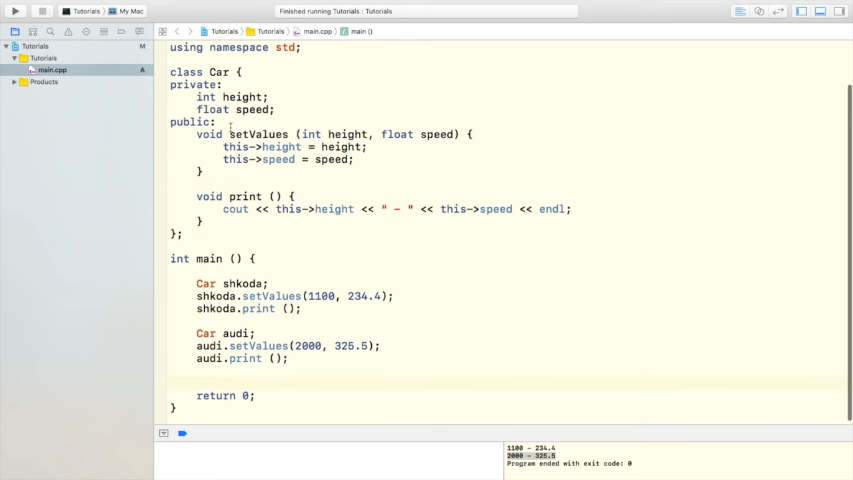 Tutorials My Mac
Finished running Tutorials : Tutorials
Tutorials Tutorials main.cpp main ()
Tutorials M
Tutorials
main.cpp A
Products
using namespace std;
class Car {
private:
int height;
float speed;
public:
void setValues (int height, float speed) {
this->height = height;
this->speed = speed;
}
void print () {
cout << this->height << " - " << this->speed << endl;
}
};
int main () {
Car shkoda;
shkoda.setValues(1100, 234.4);
shkoda.print ();
Car audi;
audi.setValues(2000, 325.5);
audi.print ();
return 0;
}
1100 - 234.4
2000 - 325.5
Program ended with exit code: 0